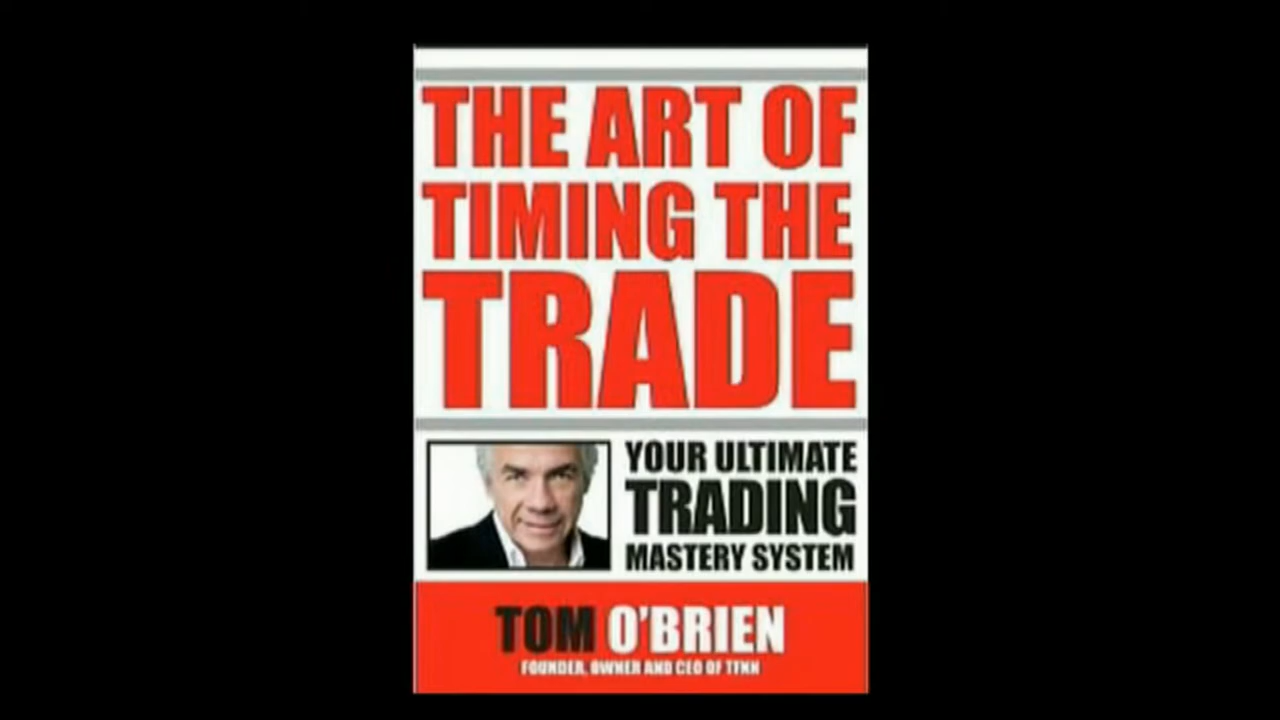 THE ART OF
TIMING THE
TRADE
YOUR ULTIMATE
TRADING
MASTERY SYSTEM
TOM O'BRIEN
FOUNDER, OWNER AND CEO OF TFNN